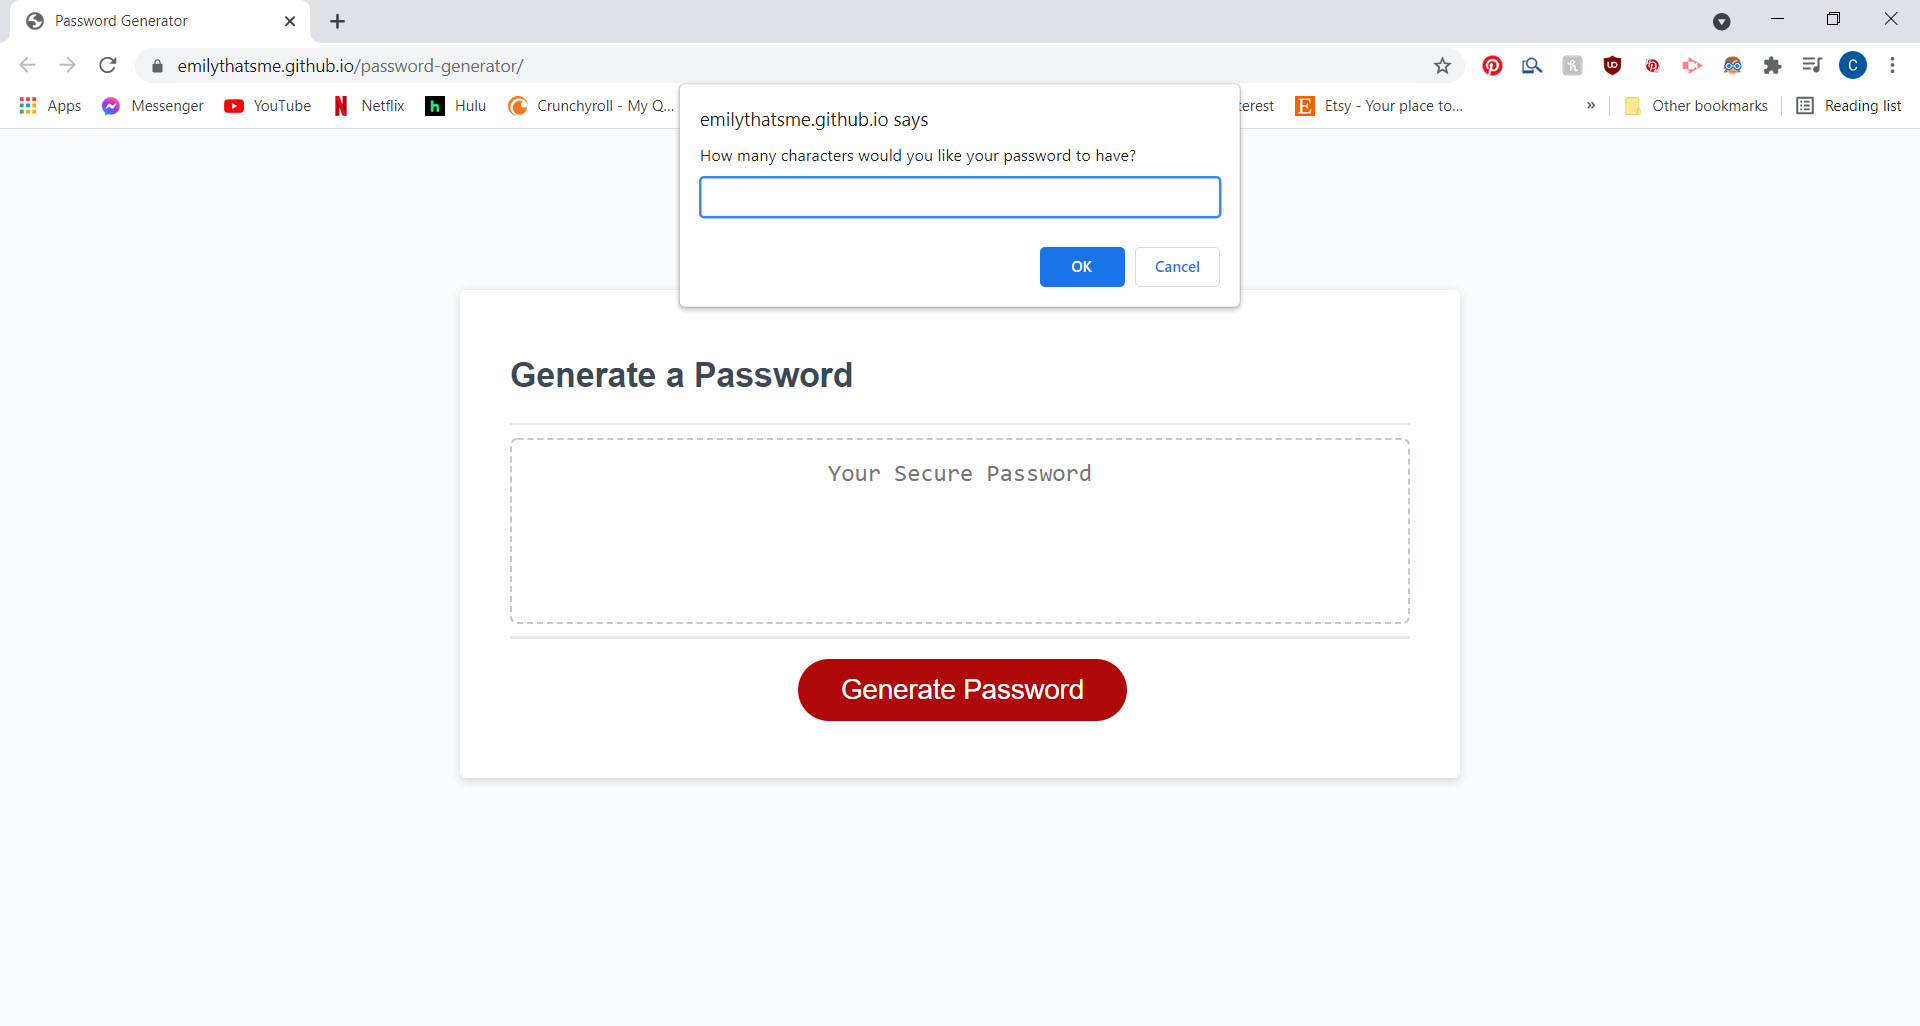 Password Generator
emilythatsme.github.io/password-generator/
C
Apps
Messenger
YouTube
N
Netflix
h
Hulu
Crunchyroll - My Q...
terest
E
Etsy - Your place to...
»
Other bookmarks
Reading list
emilythatsme.github.io says
How many characters would you like your password to have?
OK
Cancel
Generate a Password
Your Secure Password
Generate Password